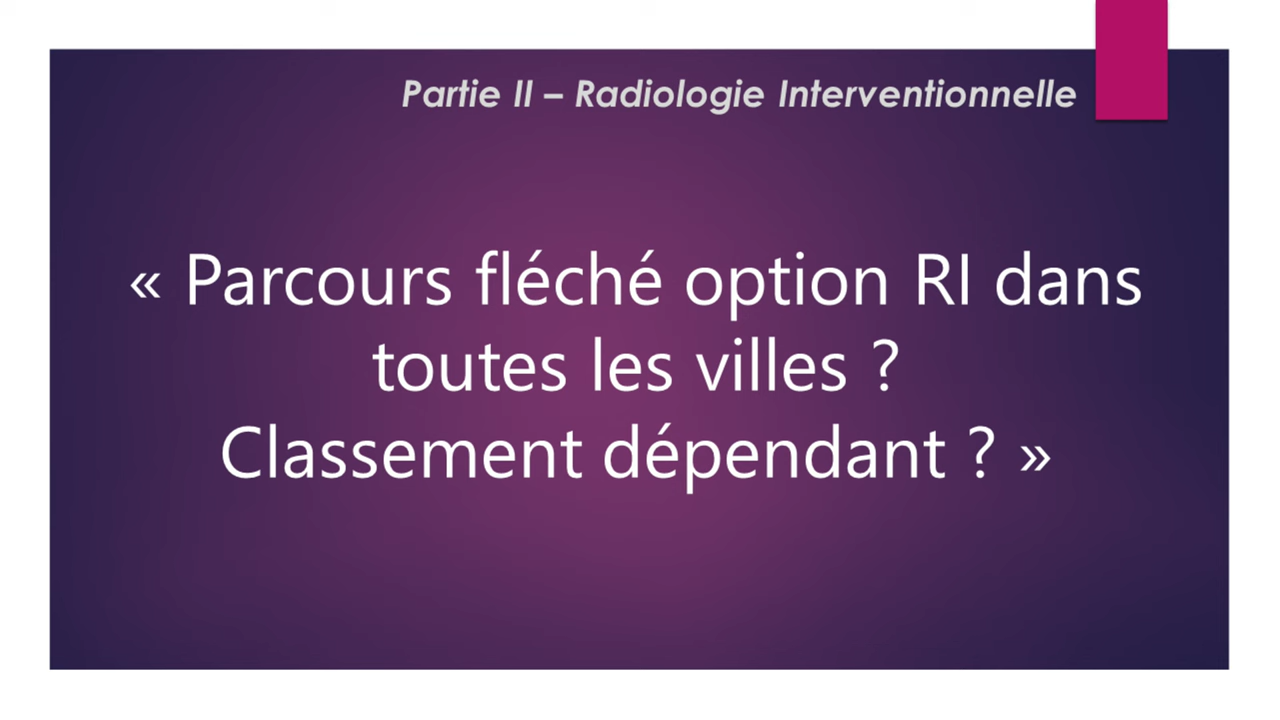 Partie II – Radiologie Interventionnelle
« Parcours fléché option RI dans
toutes les villes ?
Classement dépendant ? »